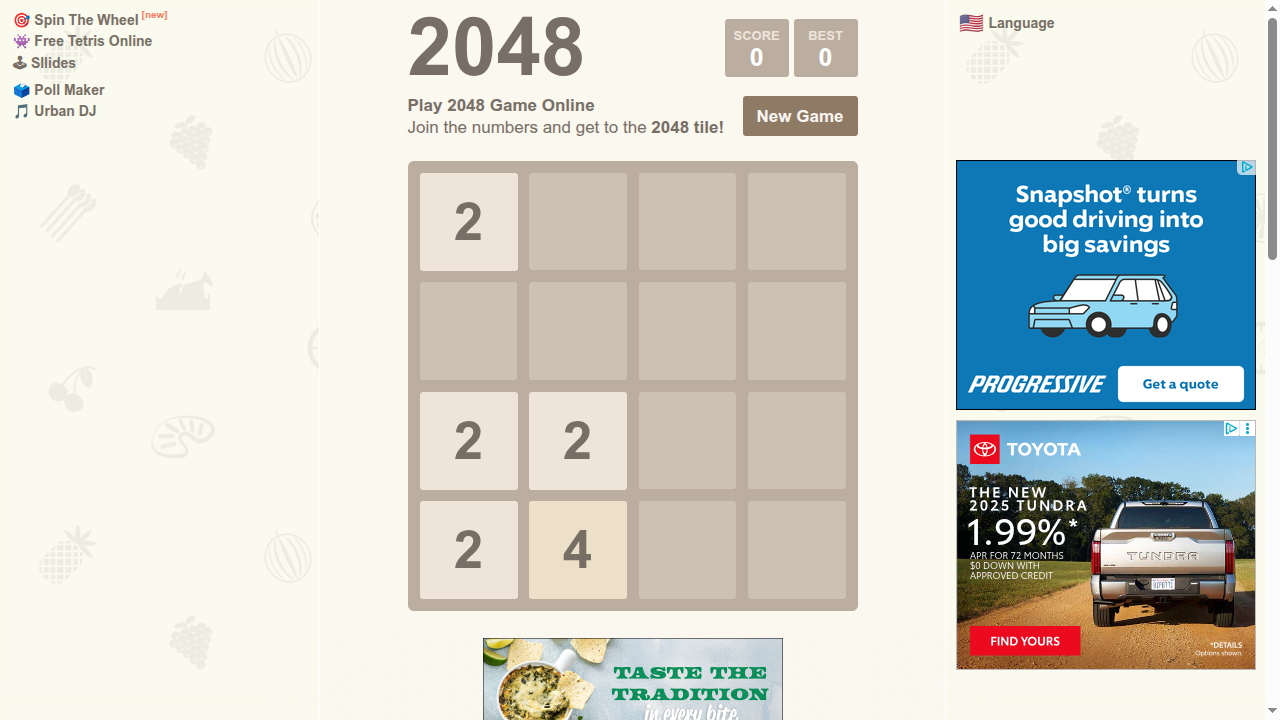 🎯 Spin The Wheel [new]
👾 Free Tetris Online
🕹 Sllides
🗳 Poll Maker
🎵 Urban DJ
2048
SCORE
0
BEST
0
Play 2048 Game Online
Join the numbers and get to the 2048 tile!
New Game
2
2 2
2 4
TASTE THE
TRADITION
in every bite
Language
Snapshot® turns
good driving into
big savings
PROGRESSIVE
Get a quote
TOYOTA
THE NEW
2025 TUNDRA
1.99%*
APR FOR 72 MONTHS
$0 DOWN WITH
APPROVED CREDIT
TUNDRA
FIND YOURS
*DETAILS
Options shown.